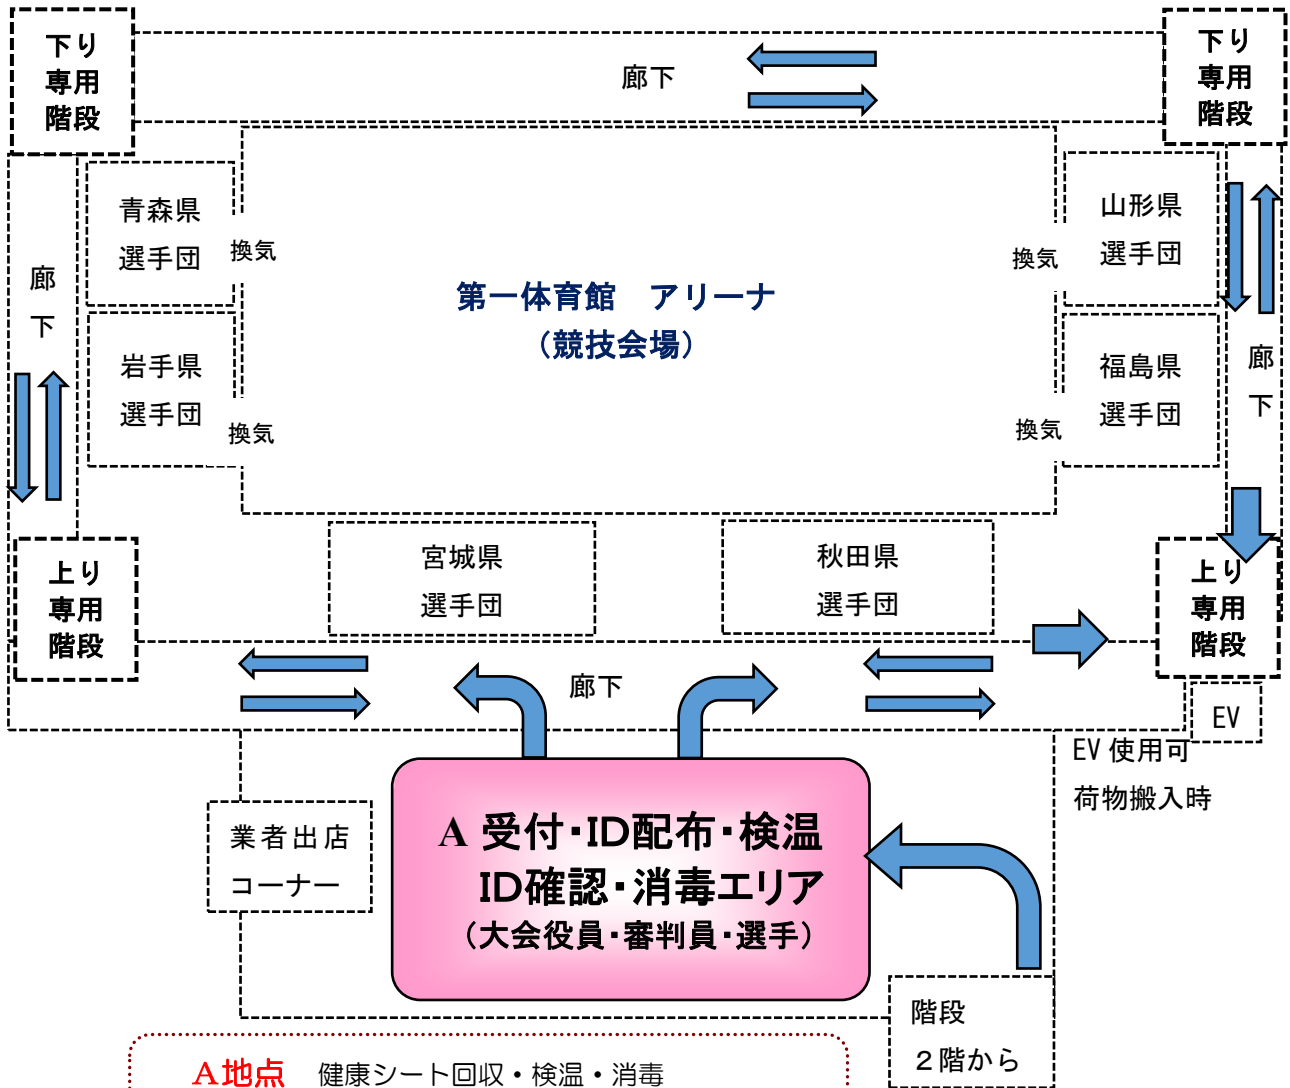 下り
専用
階段
廊下
下り
専用
階段
青森県
選手団
換気
山形県
選手団
換気
廊
下
第一体育館　アリーナ
（競技会場）
岩手県
選手団
換気
福島県
選手団
換気
廊
下
上り
専用
階段
宮城県
選手団
秋田県
選手団
上り
専用
階段
廊下
EV
EV 使用可
荷物搬入時
業者出店
コーナー
A 受付・ID配布・検温
ID確認・消毒エリア
（大会役員・審判員・選手）
階段
２階から
A地点　健康シート回収・検温・消毒